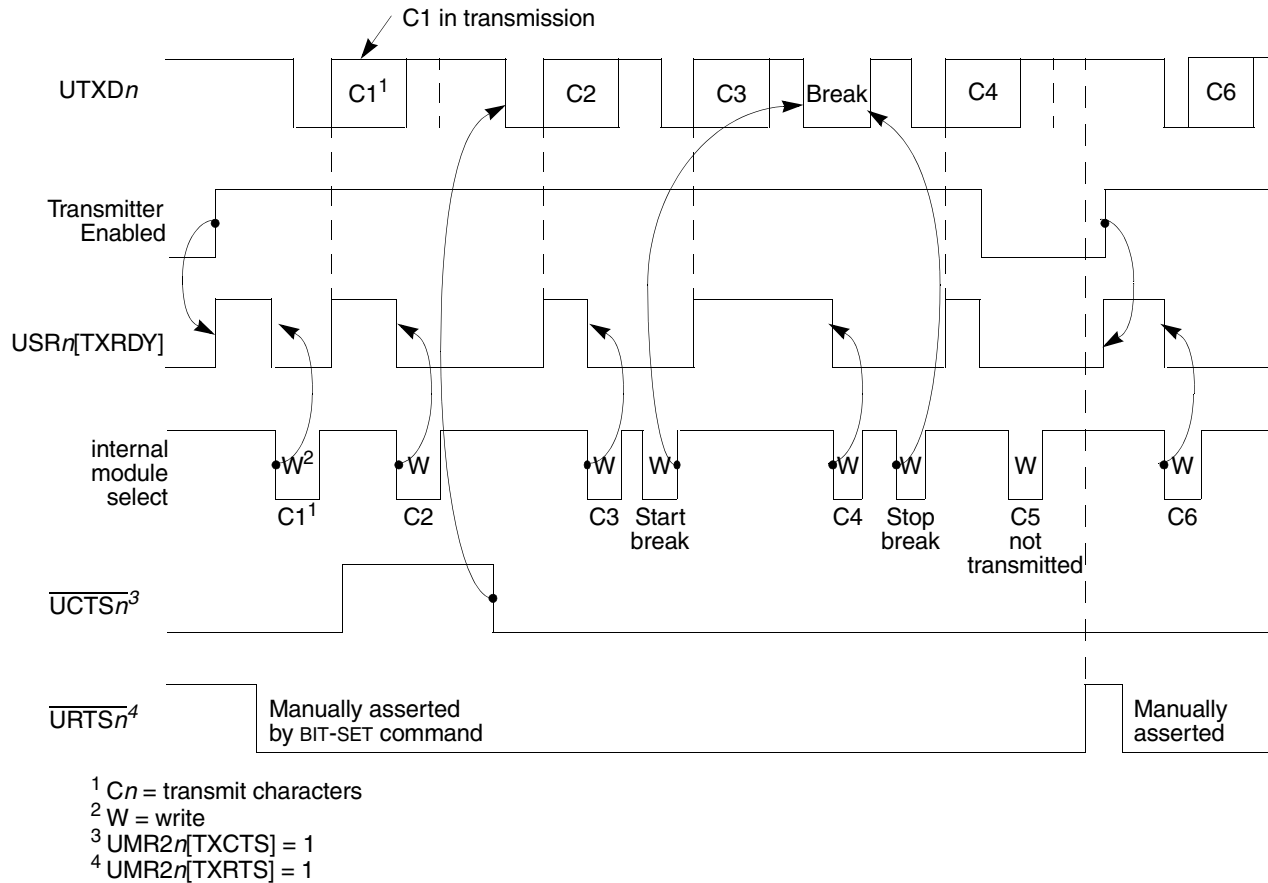 C1 in transmission
UTXDn
C1¹
C2
C3
Break
C4
C6
Transmitter
Enabled
USRn[TXRDY]
internal
module
select
W²
W
W
W
W
W
W
W
C1¹
C2
C3
Start
break
C4
Stop
break
C5
not
transmitted
C6
UCTSn³
URTSn⁴
Manually asserted
by BIT-SET command
Manually
asserted
¹ Cn = transmit characters
² W = write
³ UMR2n[TXCTS] = 1
⁴ UMR2n[TXRTS] = 1